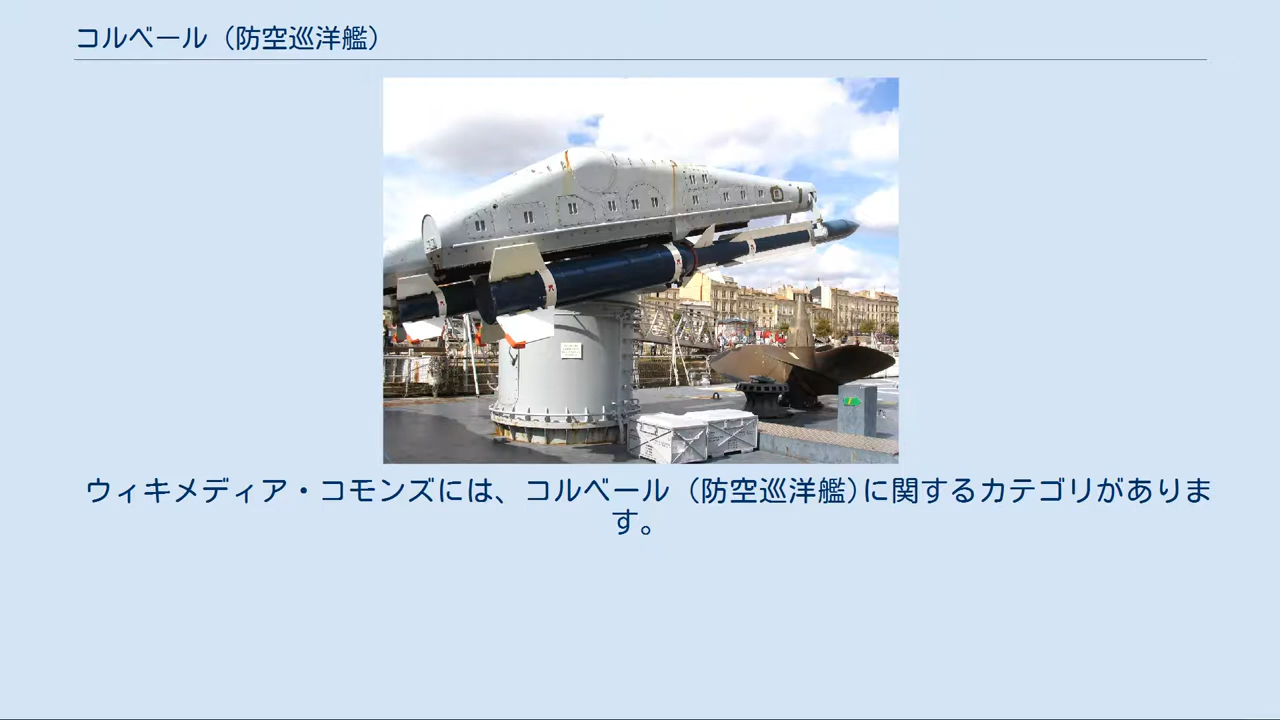 コルベール（防空巡洋艦）
ウィキメディア・コモンズには、コルベール（防空巡洋艦）に関するカテゴリがありま
す。